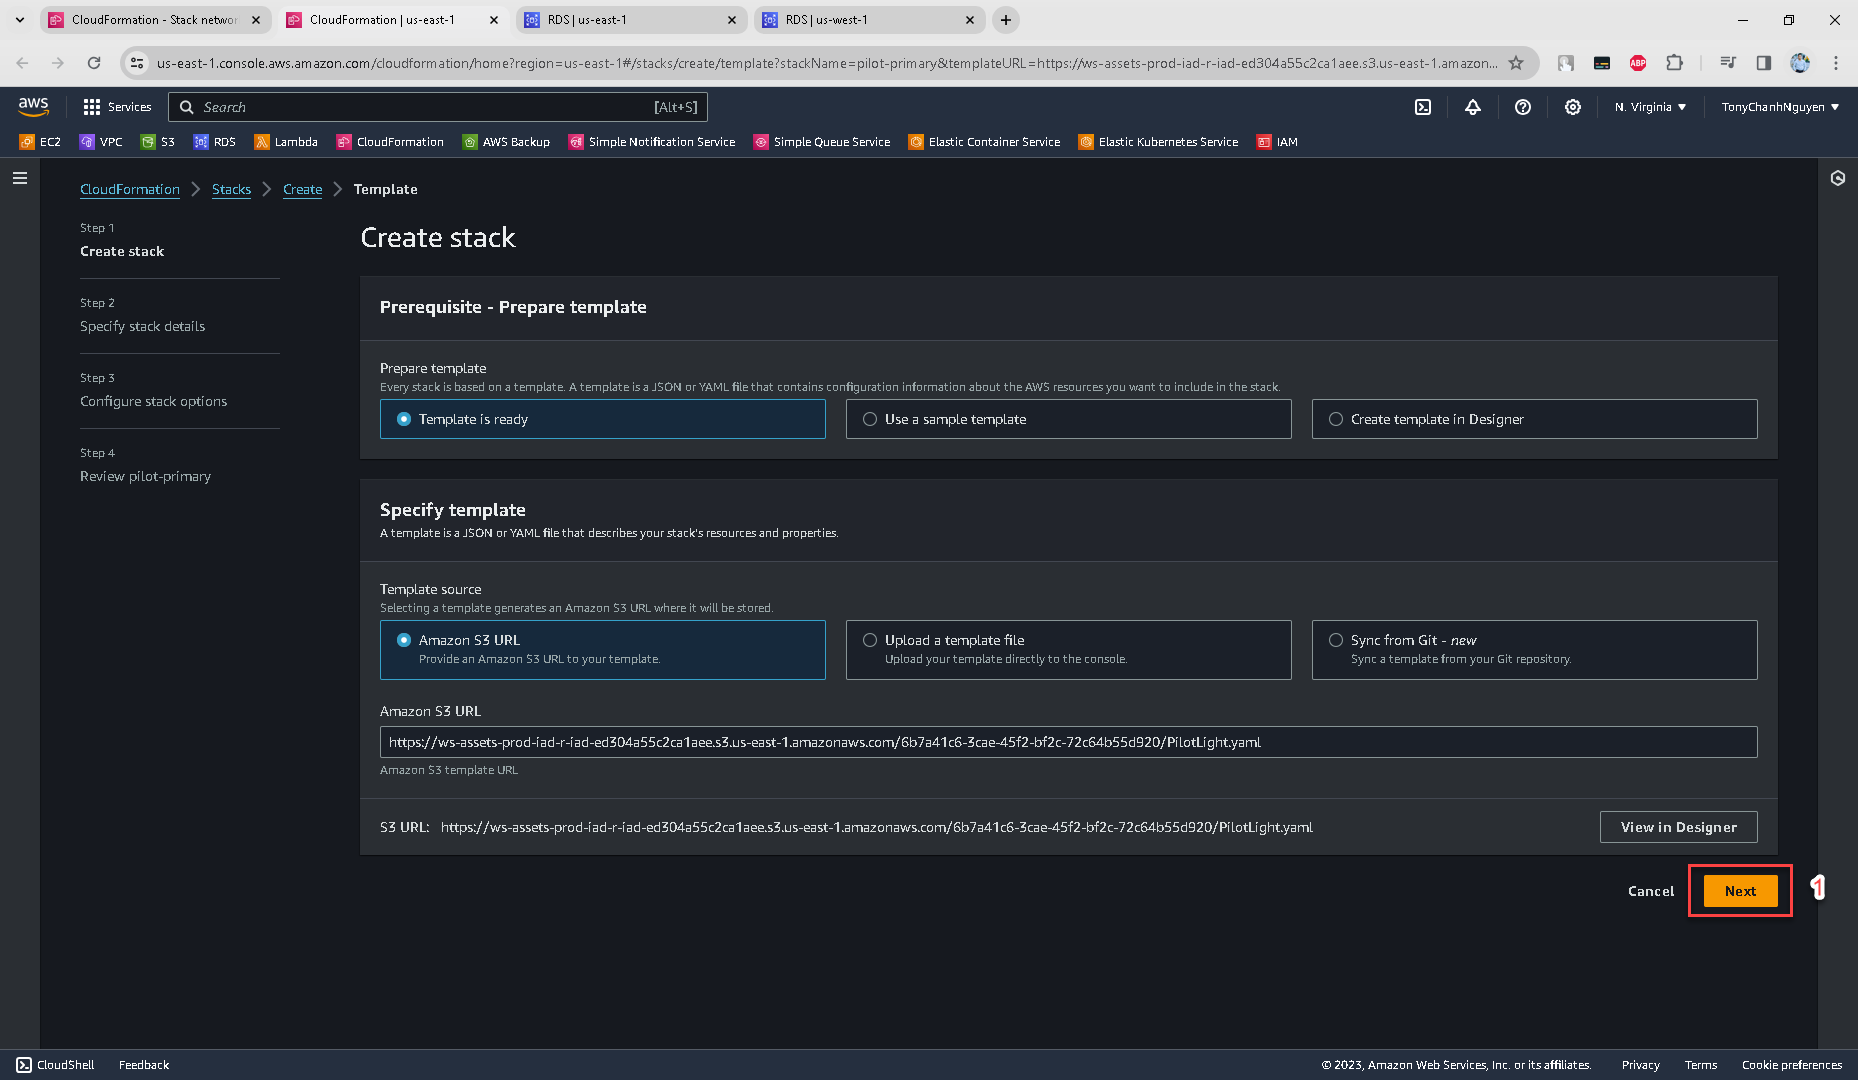 CloudFormation - Stack networ
CloudFormation | us-east-1
RDS | us-east-1
RDS | us-west-1
us-east-1.console.aws.amazon.com/cloudformation/home?region=us-east-1#/stacks/create/template?stackName=pilot-primary&templateURL=https://ws-assets-prod-iad-r-iad-ed304a55c2ca1aee.s3.us-east-1.amazon...
ABP
aws
Services
Search
[Alt+S]
N. Virginia
TonyChanhNguyen
EC2
VPC
S3
RDS
Lambda
CloudFormation
AWS Backup
Simple Notification Service
Simple Queue Service
Elastic Container Service
Elastic Kubernetes Service
IAM
CloudFormation
Stacks
Create
Template
Step 1
Create stack
Step 2
Specify stack details
Step 3
Configure stack options
Step 4
Review pilot-primary
Create stack
Prerequisite - Prepare template
Prepare template
Every stack is based on a template. A template is a JSON or YAML file that contains configuration information about the AWS resources you want to include in the stack.
Template is ready
Use a sample template
Create template in Designer
Specify template
A template is a JSON or YAML file that describes your stack's resources and properties.
Template source
Selecting a template generates an Amazon S3 URL where it will be stored.
Amazon S3 URL
Provide an Amazon S3 URL to your template.
Upload a template file
Upload your template directly to the console.
Sync from Git - new
Sync a template from your Git repository.
Amazon S3 URL
https://ws-assets-prod-iad-r-iad-ed304a55c2ca1aee.s3.us-east-1.amazonaws.com/6b7a41c6-3cae-45f2-bf2c-72c64b55d920/PilotLight.yaml
Amazon S3 template URL
S3 URL: https://ws-assets-prod-iad-r-iad-ed304a55c2ca1aee.s3.us-east-1.amazonaws.com/6b7a41c6-3cae-45f2-bf2c-72c64b55d920/PilotLight.yaml
View in Designer
Cancel
Next
1
CloudShell
Feedback
© 2023, Amazon Web Services, Inc. or its affiliates.
Privacy
Terms
Cookie preferences